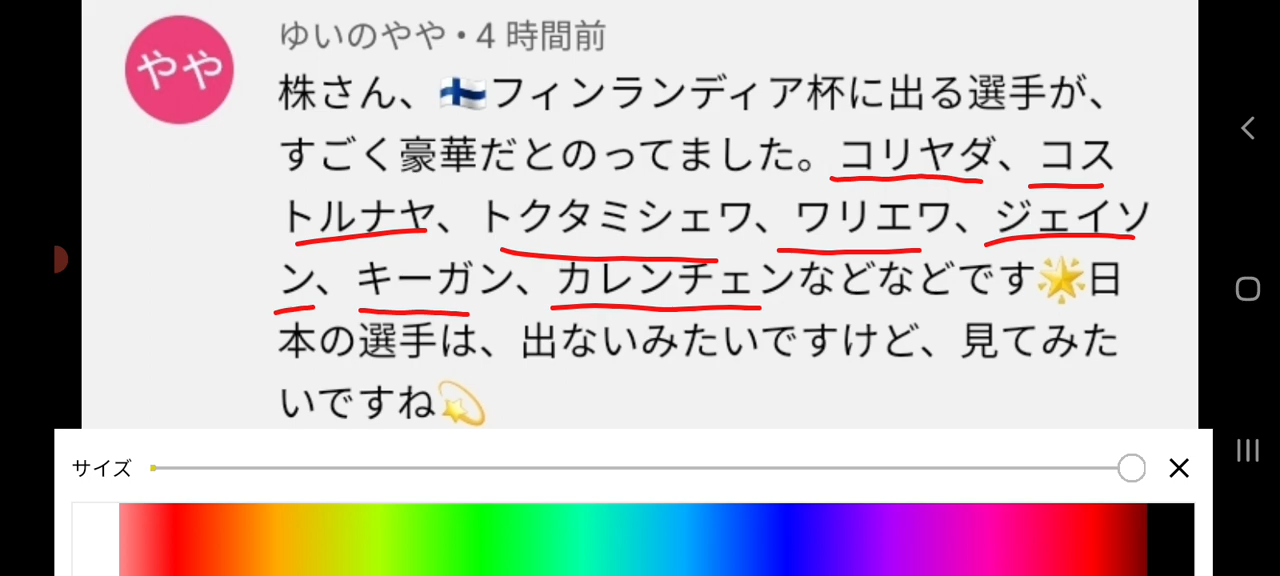 やや
ゆいのやや • 4 時間前
株さん、🇫🇮フィンランディア杯に出る選手が、
すごく豪華だとのってました。コリヤダ、コス
トルナヤ、トクタミシェワ、ワリエワ、ジェイソ
ン、キーガン、カレンチェンなどなどです🌟日
本の選手は、出ないみたいですけど、見てみた
いですね💫
サイズ